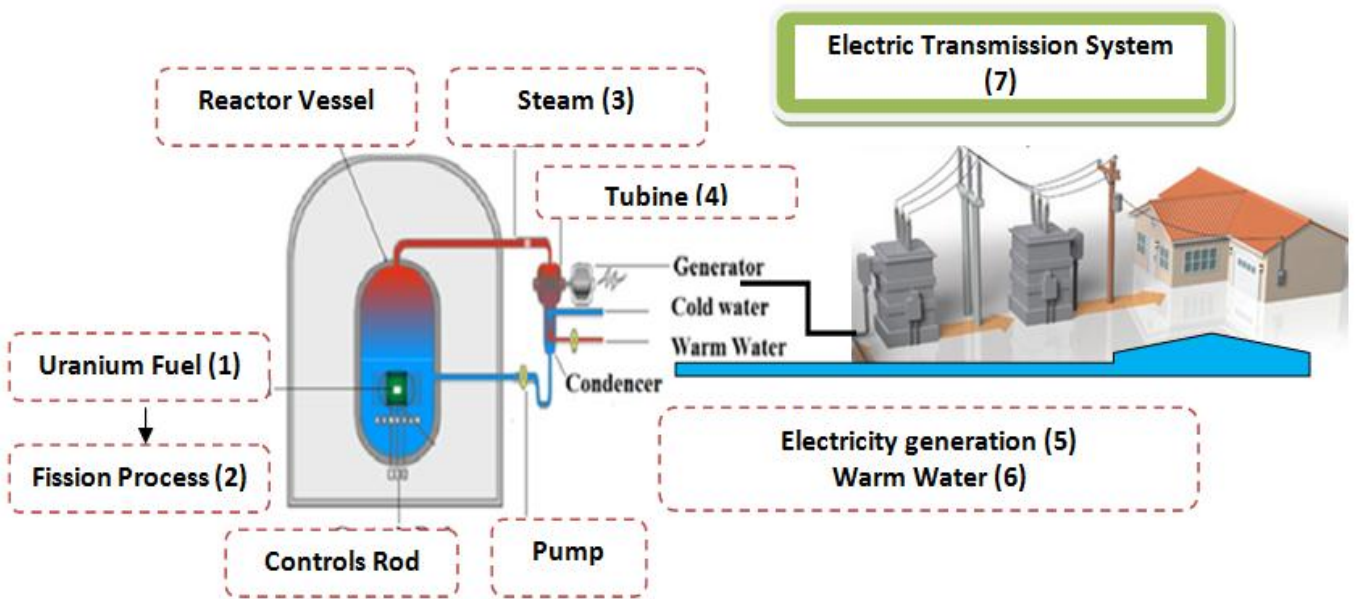 Electric Transmission System
(7)
Reactor Vessel
Steam (3)
Tubine (4)
Generator
Cold water
Warm Water
Condencer
Uranium Fuel (1)
Fission Process (2)
Electricity generation (5)
Warm Water (6)
Controls Rod
Pump